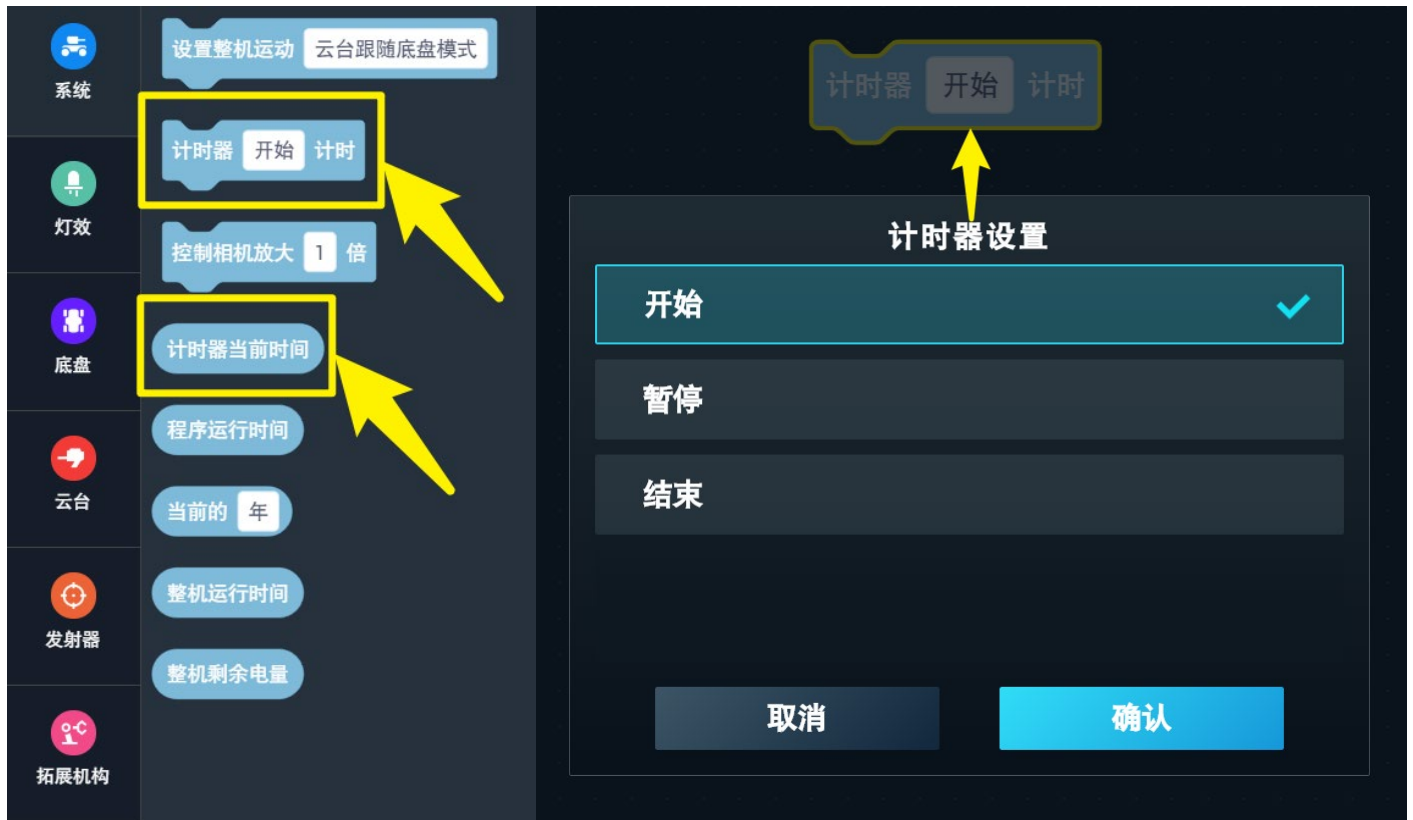 系统
灯效
底盘
云台
发射器
拓展机构
设置整机运动 云台跟随底盘模式
计时器 开始 计时
控制相机放大 1 倍
计时器当前时间
程序运行时间
当前的 年
整机运行时间
整机剩余电量
计时器 开始 计时
计时器设置
开始
暂停
结束
取消 确认